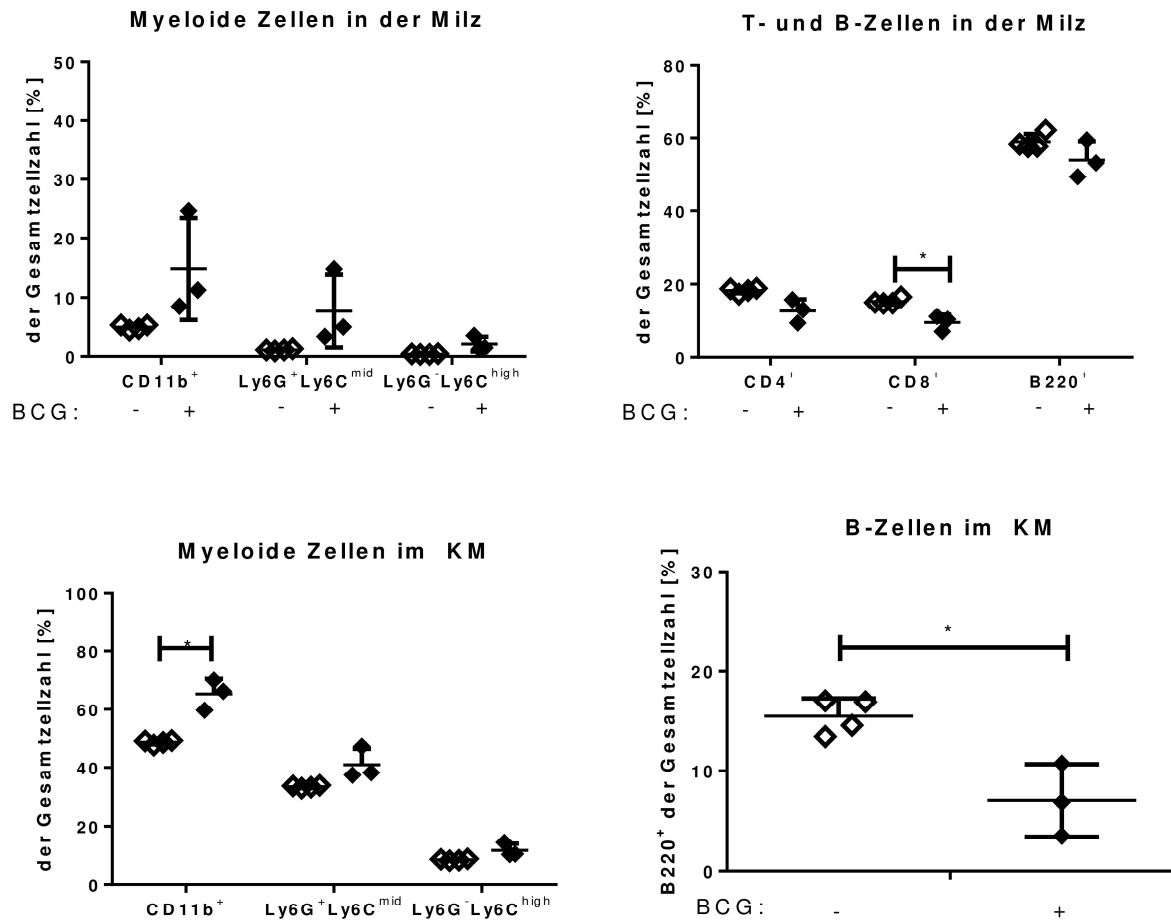 Myeloide Zellen in der Milz
der Gesamtzellzahl [%]
50
40
30
20
10
0
CD11b⁺ Ly6G⁺Ly6Cᵐⁱᵈ Ly6G⁻Ly6Cʰⁱᵍʰ
BCG: - + - + - +
T- und B-Zellen in der Milz
der Gesamtzellzahl [%]
80
60
40
20
0
*
CD4⁺ CD8⁺ B220⁺
BCG: - + - + - +
Myeloide Zellen im KM
der Gesamtzellzahl [%]
100
80
60
40
20
0
*
CD11b⁺ Ly6G⁺Ly6Cᵐⁱᵈ Ly6G⁻Ly6Cʰⁱᵍʰ
B-Zellen im KM
B220⁺ der Gesamtzellzahl [%]
30
20
10
0
*
BCG: - +